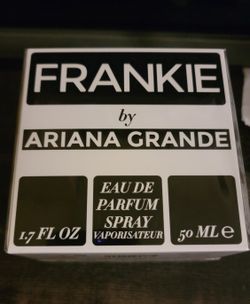 FRANKIE
by
ARIANA GRANDE
1.7 FL OZ
EAU DE
PARFUM
SPRAY
VAPORISATEUR
50 ML e